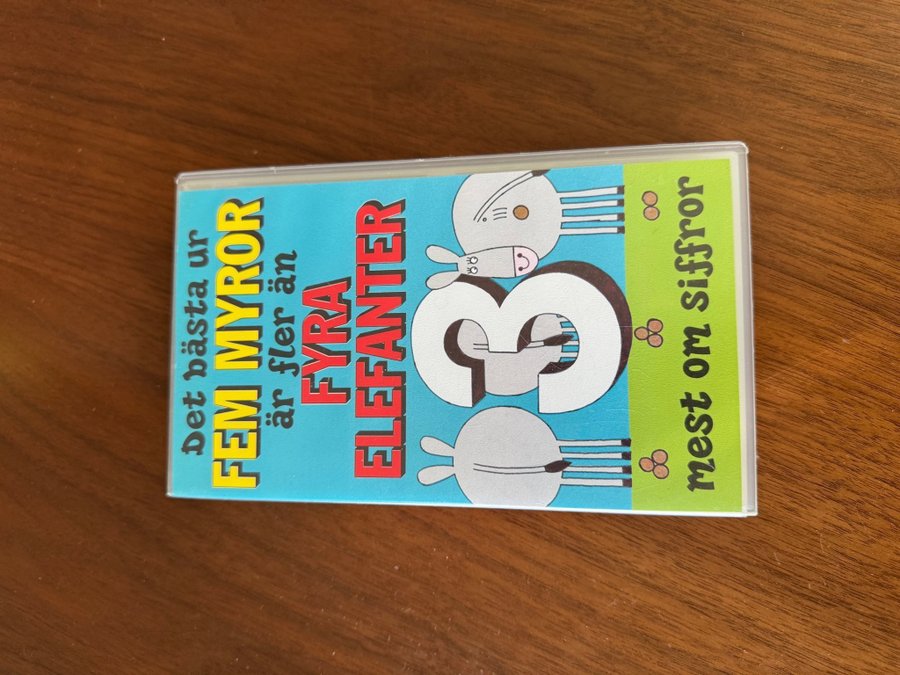 Det bästa ur
FEM MYROR
är fler än
FYRA
ELEFANTER
3
mest om siffror